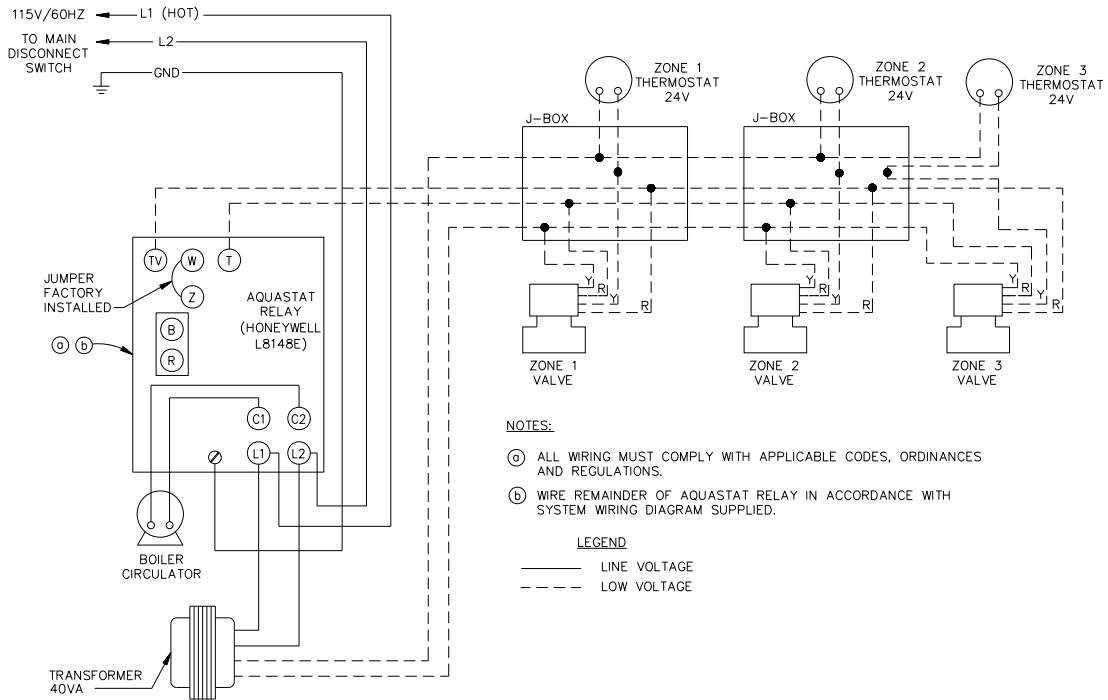 115V/60HZ
L1 (HOT)
TO MAIN
DISCONNECT
SWITCH
L2
GND
ZONE 1
THERMOSTAT
24V
ZONE 2
THERMOSTAT
24V
ZONE 3
THERMOSTAT
24V
J-BOX
J-BOX
TV
W
T
Z
JUMPER
FACTORY
INSTALLED
AQUASTAT
RELAY
(HONEYWELL
L8148E)
a b
B
R
C1
C2
L1
L2
Y
R
Y
R
Y
R
Y
R
Y
R
Y
R
ZONE 1
VALVE
ZONE 2
VALVE
ZONE 3
VALVE
BOILER
CIRCULATOR
TRANSFORMER
40VA
NOTES:
a ALL WIRING MUST COMPLY WITH APPLICABLE CODES, ORDINANCES
AND REGULATIONS.
b WIRE REMAINDER OF AQUASTAT RELAY IN ACCORDANCE WITH
SYSTEM WIRING DIAGRAM SUPPLIED.
LEGEND
LINE VOLTAGE
LOW VOLTAGE